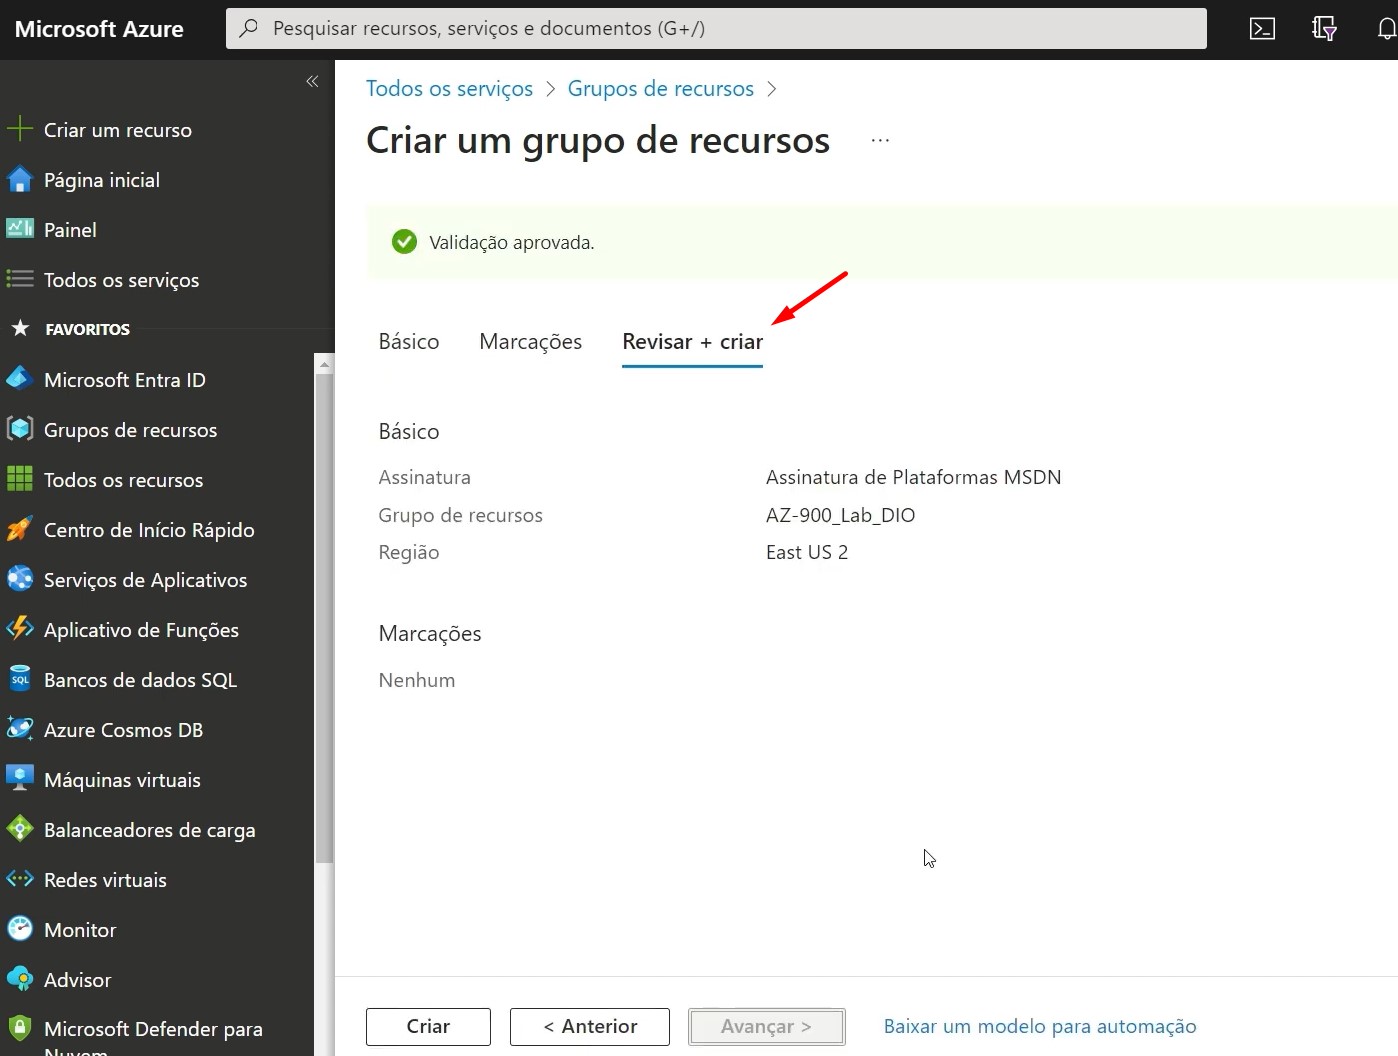 Microsoft Azure
Pesquisar recursos, serviços e documentos (G+/)
Criar um recurso
Página inicial
Painel
Todos os serviços
FAVORITOS
Microsoft Entra ID
Grupos de recursos
Todos os recursos
Centro de Início Rápido
Serviços de Aplicativos
Aplicativo de Funções
SQL
Bancos de dados SQL
Azure Cosmos DB
Máquinas virtuais
Balanceadores de carga
Redes virtuais
Monitor
Advisor
Microsoft Defender para
Nuvem
Todos os serviços > Grupos de recursos >
Criar um grupo de recursos ...
Validação aprovada.
Básico Marcações Revisar + criar
Básico
Assinatura Assinatura de Plataformas MSDN
Grupo de recursos AZ-900_Lab_DIO
Região East US 2
Marcações
Nenhum
Criar < Anterior Avançar > Baixar um modelo para automação